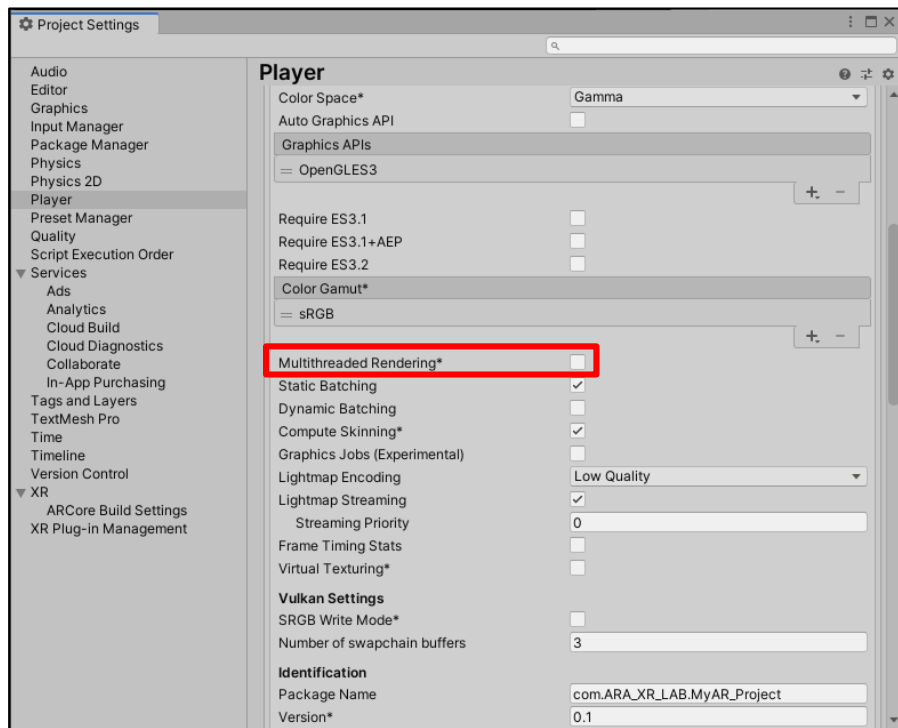 Project Settings
Audio
Editor
Graphics
Input Manager
Package Manager
Physics
Physics 2D
Player
Preset Manager
Quality
Script Execution Order
Services
Ads
Analytics
Cloud Build
Cloud Diagnostics
Collaborate
In-App Purchasing
Tags and Layers
TextMesh Pro
Time
Timeline
Version Control
XR
ARCore Build Settings
XR Plug-in Management
Player
Color Space* Gamma
Auto Graphics API
Graphics APIs
= OpenGLES3
+ −
Require ES3.1
Require ES3.1+AEP
Require ES3.2
Color Gamut*
= sRGB
+ −
Multithreaded Rendering*
Static Batching
Dynamic Batching
Compute Skinning*
Graphics Jobs (Experimental)
Lightmap Encoding Low Quality
Lightmap Streaming
Streaming Priority 0
Frame Timing Stats
Virtual Texturing*
Vulkan Settings
SRGB Write Mode*
Number of swapchain buffers 3
Identification
Package Name com.ARA_XR_LAB.MyAR_Project
Version* 0.1